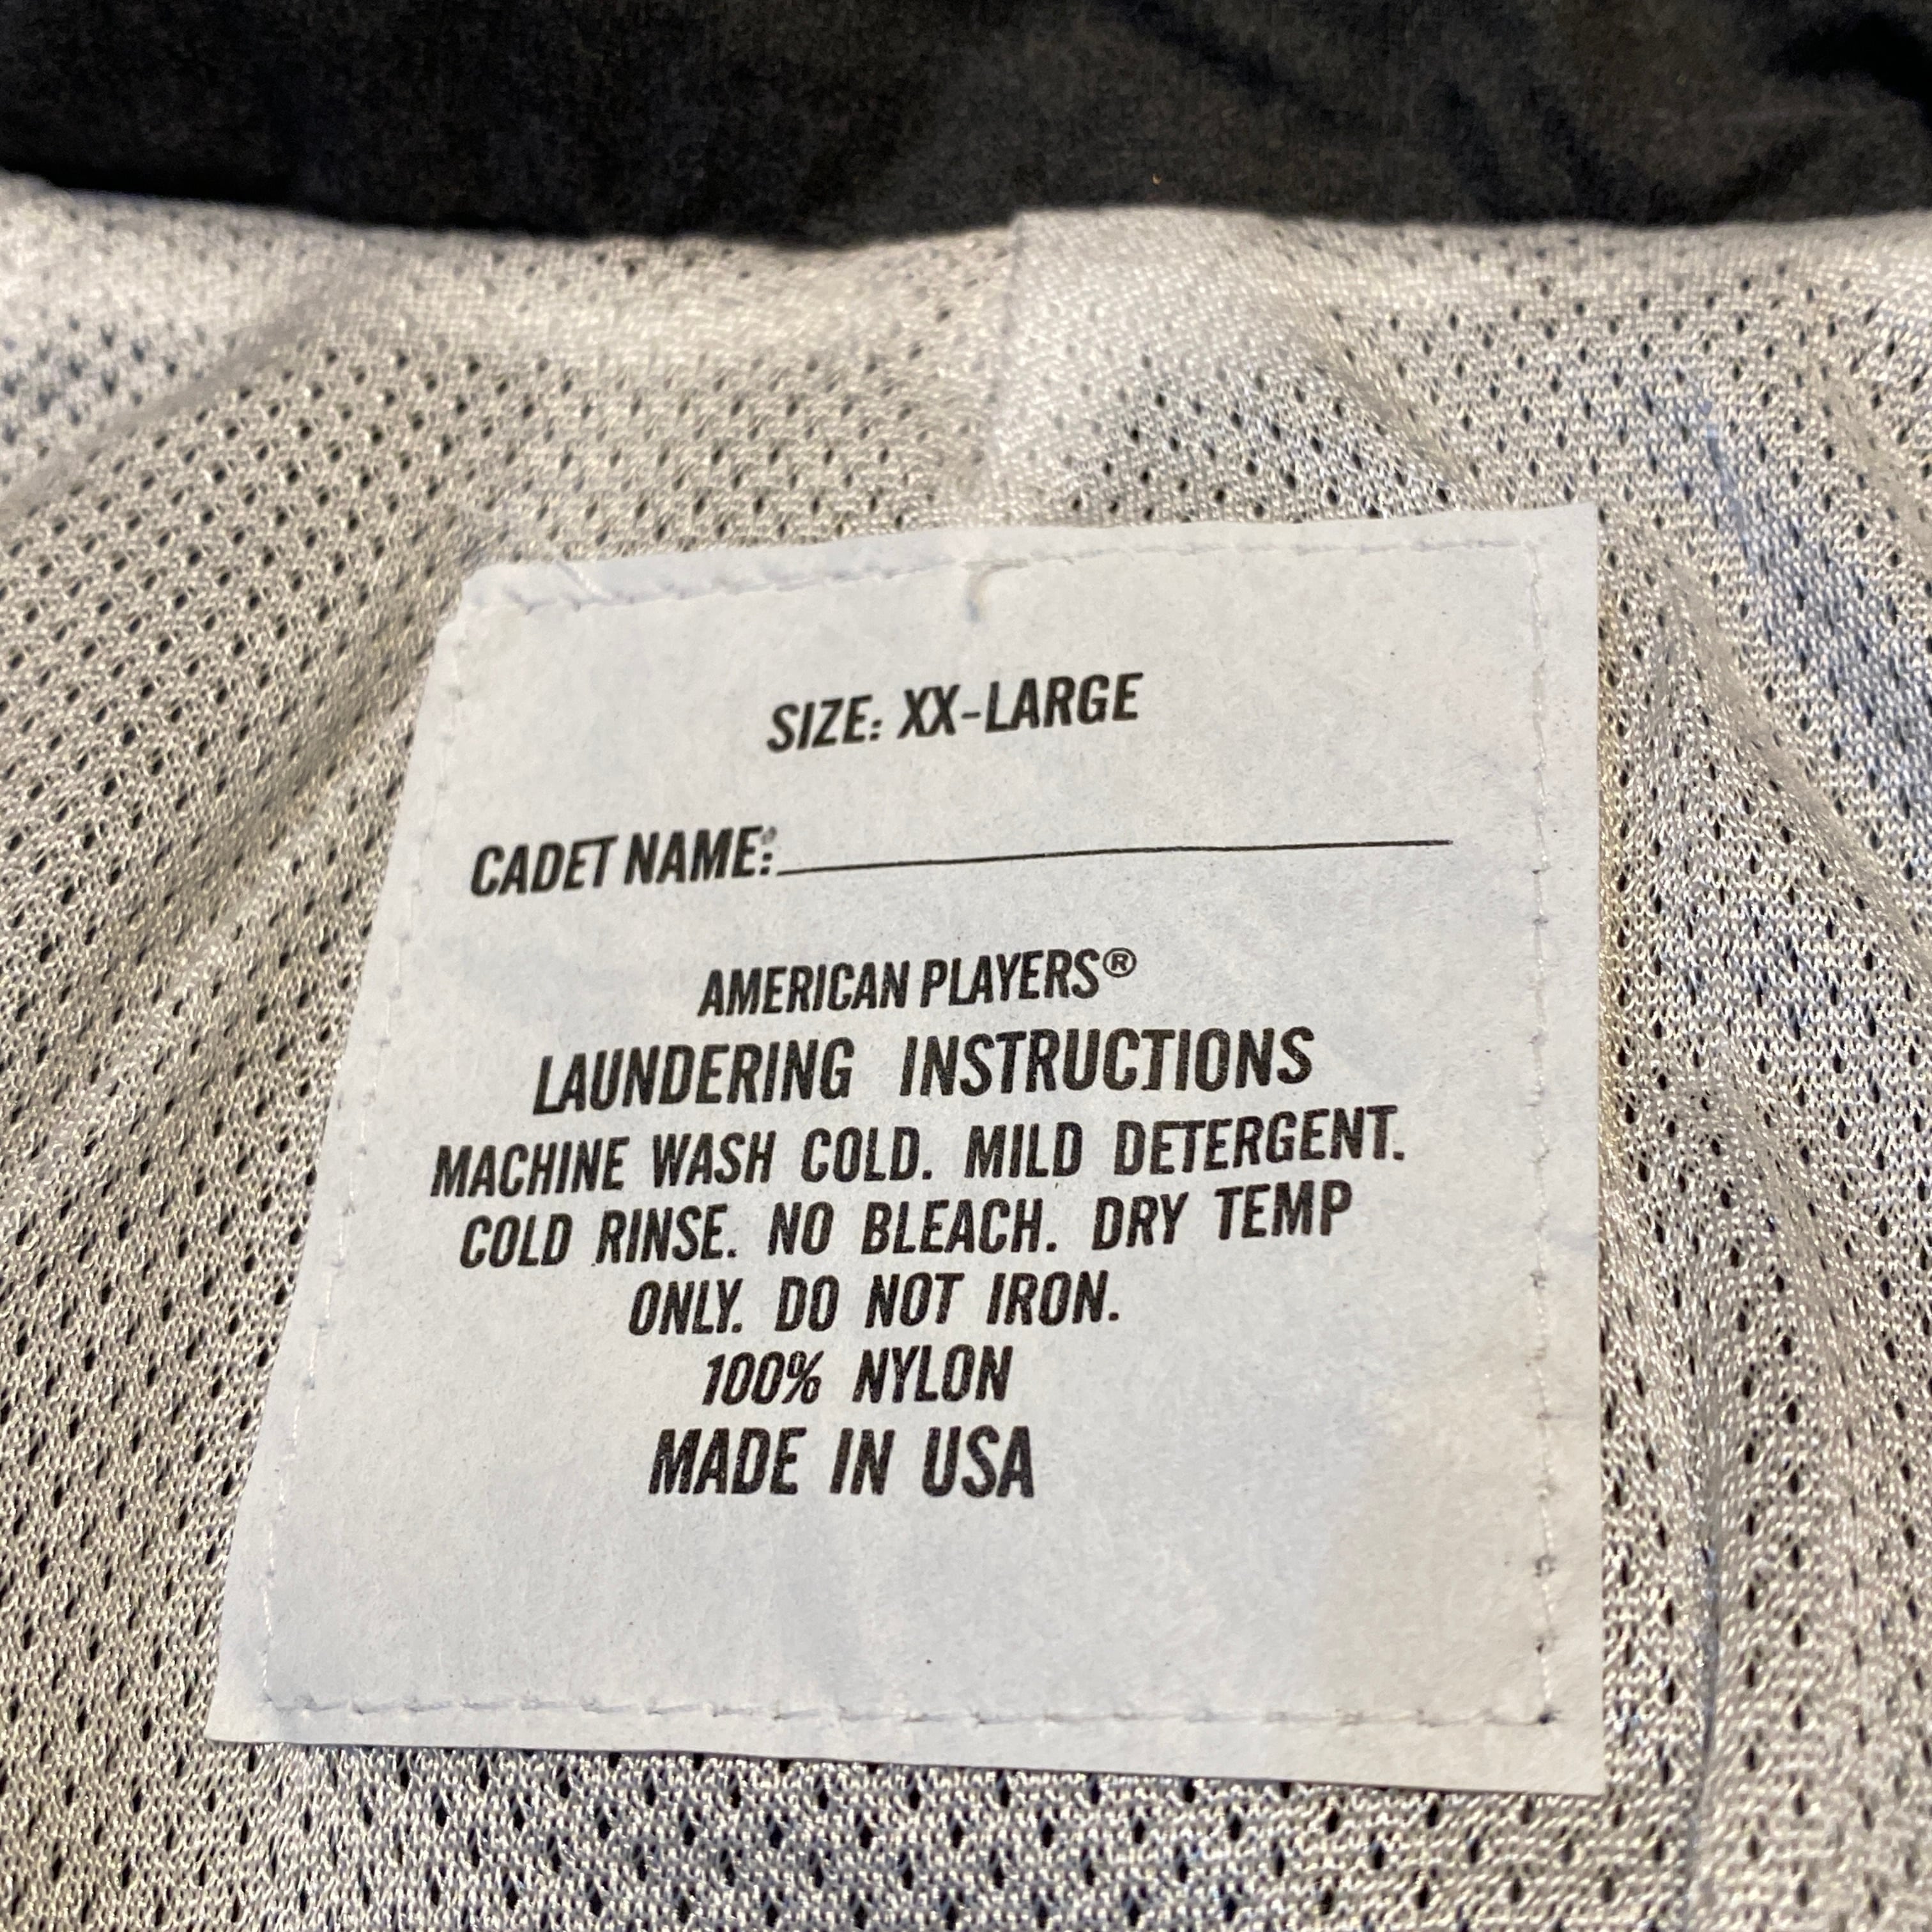 SIZE: XX-LARGE
CADET NAME:
AMERICAN PLAYERS®
LAUNDERING INSTRUCTIONS
MACHINE WASH COLD. MILD DETERGENT.
COLD RINSE. NO BLEACH. DRY TEMP
ONLY. DO NOT IRON.
100% NYLON
MADE IN USA